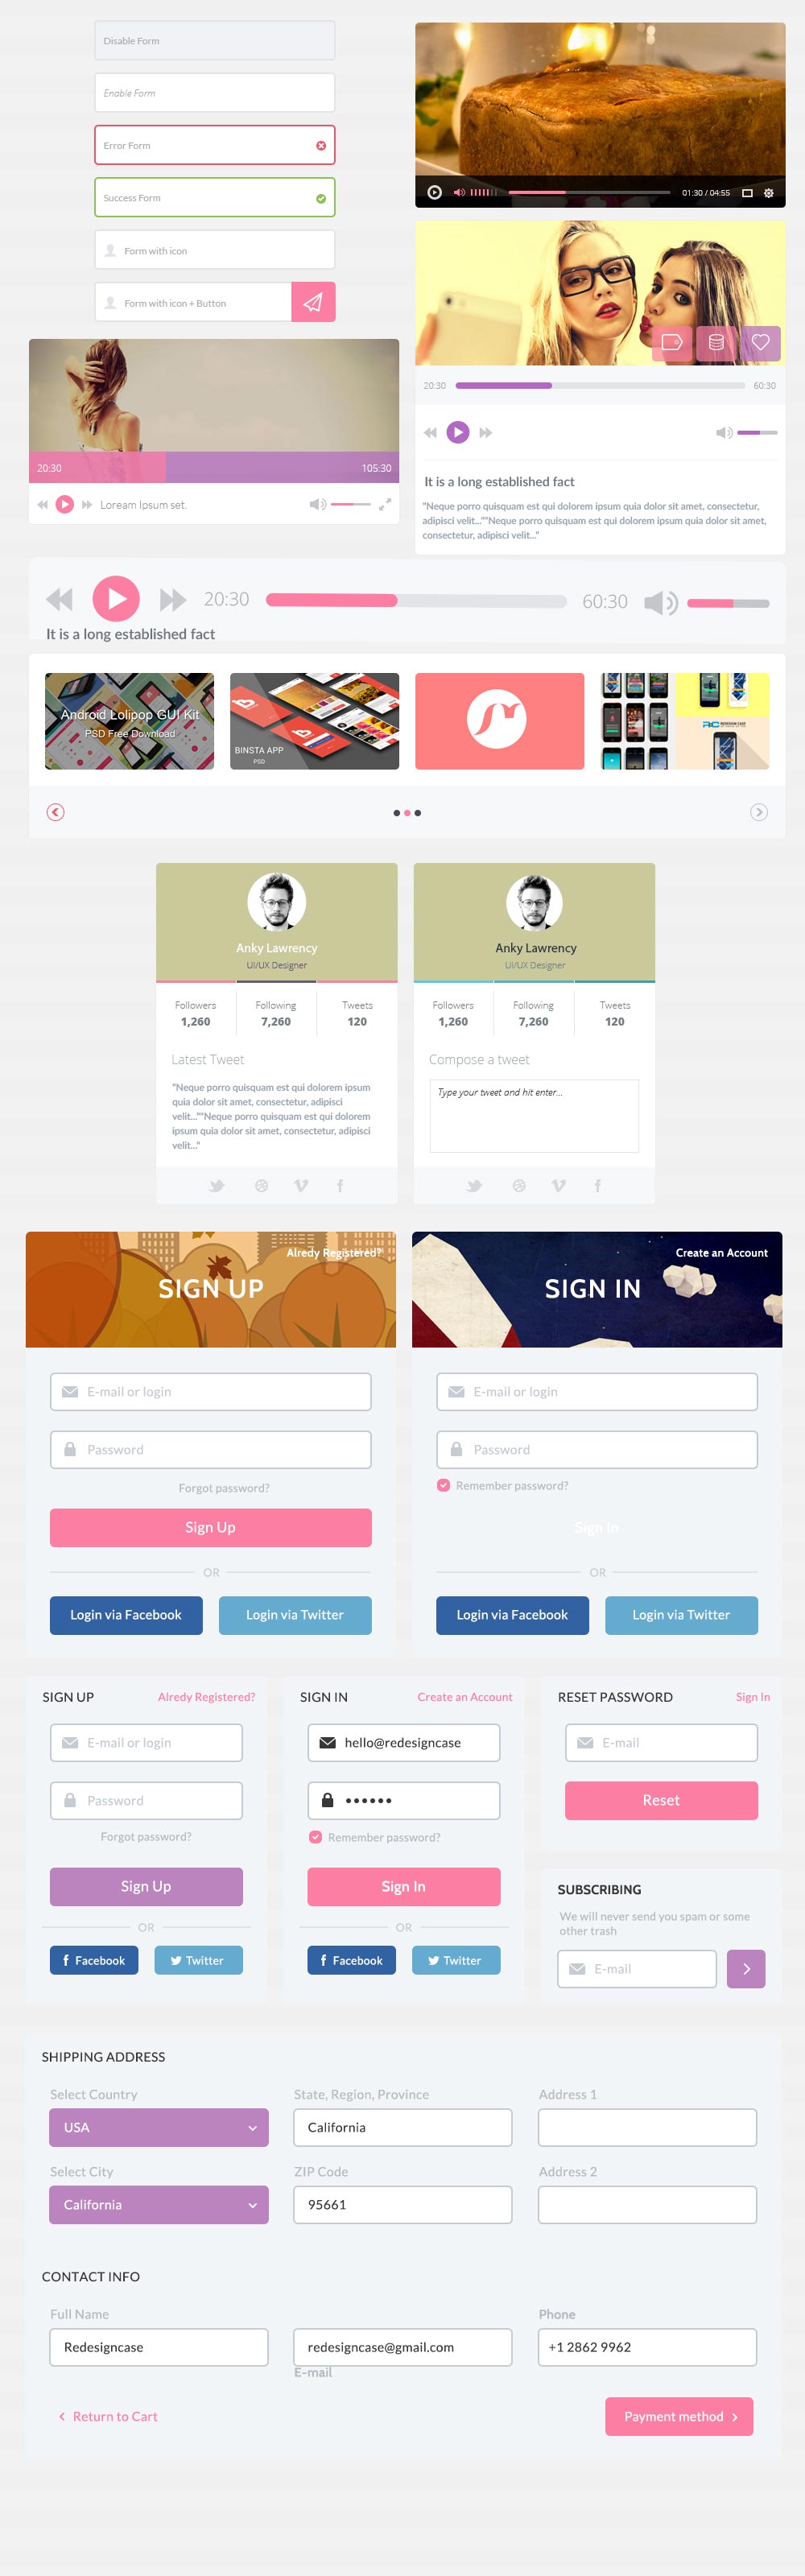 Disable Form
Enable Form
Error Form
Success Form
Form with icon
Form with icon + Button
01:30 / 04:55
20:30
60:30
It is a long established fact
"Neque porro quisquam est qui dolorem ipsum quia dolor sit amet, consectetur,
adipisci velit...""Neque porro quisquam est qui dolorem ipsum quia dolor sit amet,
consectetur, adipisci velit..."
20:30
105:30
Loream Ipsum set.
20:30
60:30
It is a long established fact
Android Lolipop GUI Kit
PSD Free Download
BINSTA APP
PSD
RC REDESIGN CASE
Anky Lawrency
UI/UX Designer
Followers
Following
Tweets
1,260
7,260
120
Latest Tweet
"Neque porro quisquam est qui dolorem ipsum
quia dolor sit amet, consectetur, adipisci
velit...""Neque porro quisquam est qui dolorem
ipsum quia dolor sit amet, consectetur, adipisci
velit..."
Anky Lawrency
UI/UX Designer
Followers
Following
Tweets
1,260
7,260
120
Compose a tweet
Type your tweet and hit enter...
Alredy Registered?
SIGN UP
E-mail or login
Password
Forgot password?
Sign Up
OR
Login via Facebook
Login via Twitter
Create an Account
SIGN IN
E-mail or login
Password
Remember password?
Sign In
OR
Login via Facebook
Login via Twitter
SIGN UP
Alredy Registered?
E-mail or login
Password
Forgot password?
Sign Up
OR
Facebook
Twitter
SIGN IN
Create an Account
hello@redesigncase
Remember password?
Sign In
OR
Facebook
Twitter
RESET PASSWORD
Sign In
E-mail
Reset
SUBSCRIBING
We will never send you spam or some
other trash
E-mail
SHIPPING ADDRESS
Select Country
State, Region, Province
Address 1
USA
California
Select City
ZIP Code
Address 2
California
95661
CONTACT INFO
Full Name
Phone
Redesigncase
redesigncase@gmail.com
+1 2862 9962
E-mail
Return to Cart
Payment method